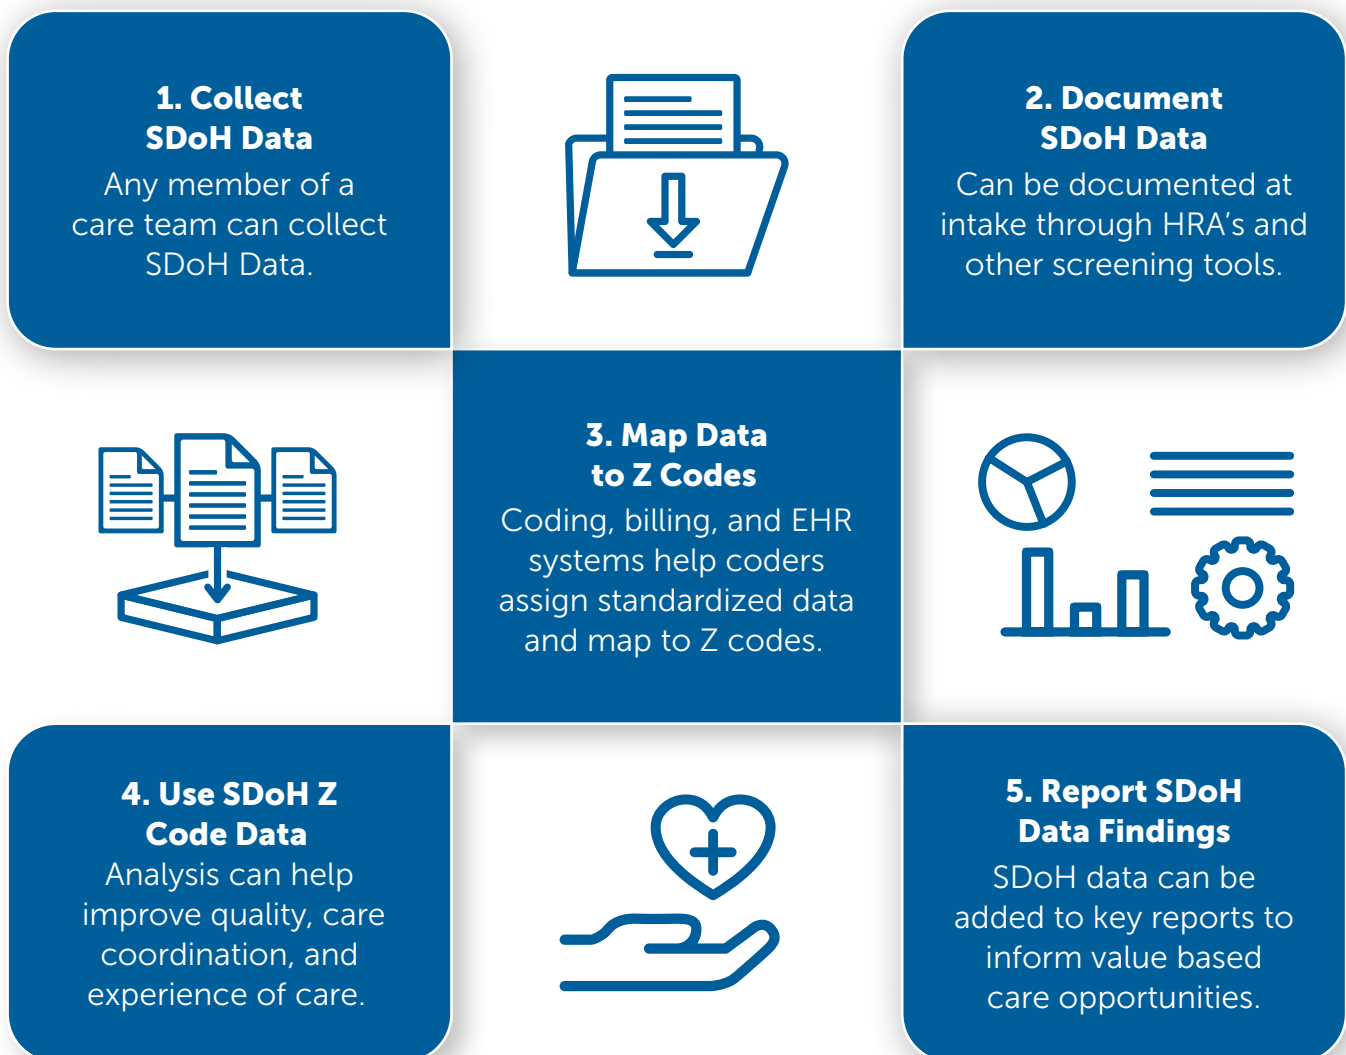 1. Collect
SDoH Data
Any member of a
care team can collect
SDoH Data.
2. Document
SDoH Data
Can be documented at
intake through HRA's and
other screening tools.
3. Map Data
to Z Codes
Coding, billing, and EHR
systems help coders
assign standardized data
and map to Z codes.
4. Use SDoH Z
Code Data
Analysis can help
improve quality, care
coordination, and
experience of care.
5. Report SDoH
Data Findings
SDoH data can be
added to key reports to
inform value based
care opportunities.